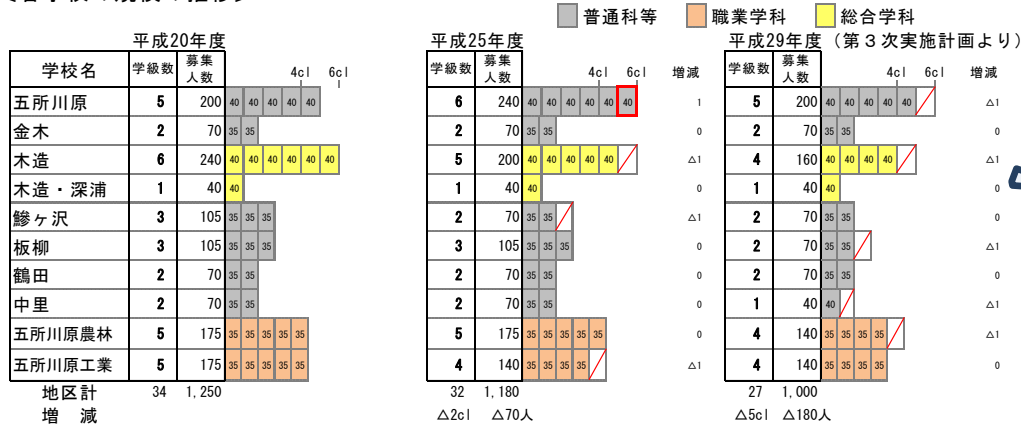 普通科等 職業学科 総合学科
平成20年度 平成25年度 平成29年度（第３次実施計画より）
学校名 学級数 募集人数 4cl 6cl 学級数 募集人数 4cl 6cl 増減 学級数 募集人数 4cl 6cl 増減
五所川原 5 200 40 40 40 40 40 6 240 40 40 40 40 40 40 1 5 200 40 40 40 40 40 △1
金木 2 70 35 35 2 70 35 35 0 2 70 35 35 0
木造 6 240 40 40 40 40 40 40 5 200 40 40 40 40 40 △1 4 160 40 40 40 40 △1
木造・深浦 1 40 40 1 40 40 0 1 40 40 0
鰺ヶ沢 3 105 35 35 35 2 70 35 35 △1 2 70 35 35 0
板柳 3 105 35 35 35 3 105 35 35 35 0 2 70 35 35 △1
鶴田 2 70 35 35 2 70 35 35 0 2 70 35 35 0
中里 2 70 35 35 2 70 35 35 0 1 40 40 △1
五所川原農林 5 175 35 35 35 35 35 5 175 35 35 35 35 35 0 4 140 35 35 35 35 △1
五所川原工業 5 175 35 35 35 35 35 4 140 35 35 35 35 △1 4 140 35 35 35 35 0
地区計 34 1,250 32 1,180 27 1,000
増　減 △2cl △70人 △5cl △180人